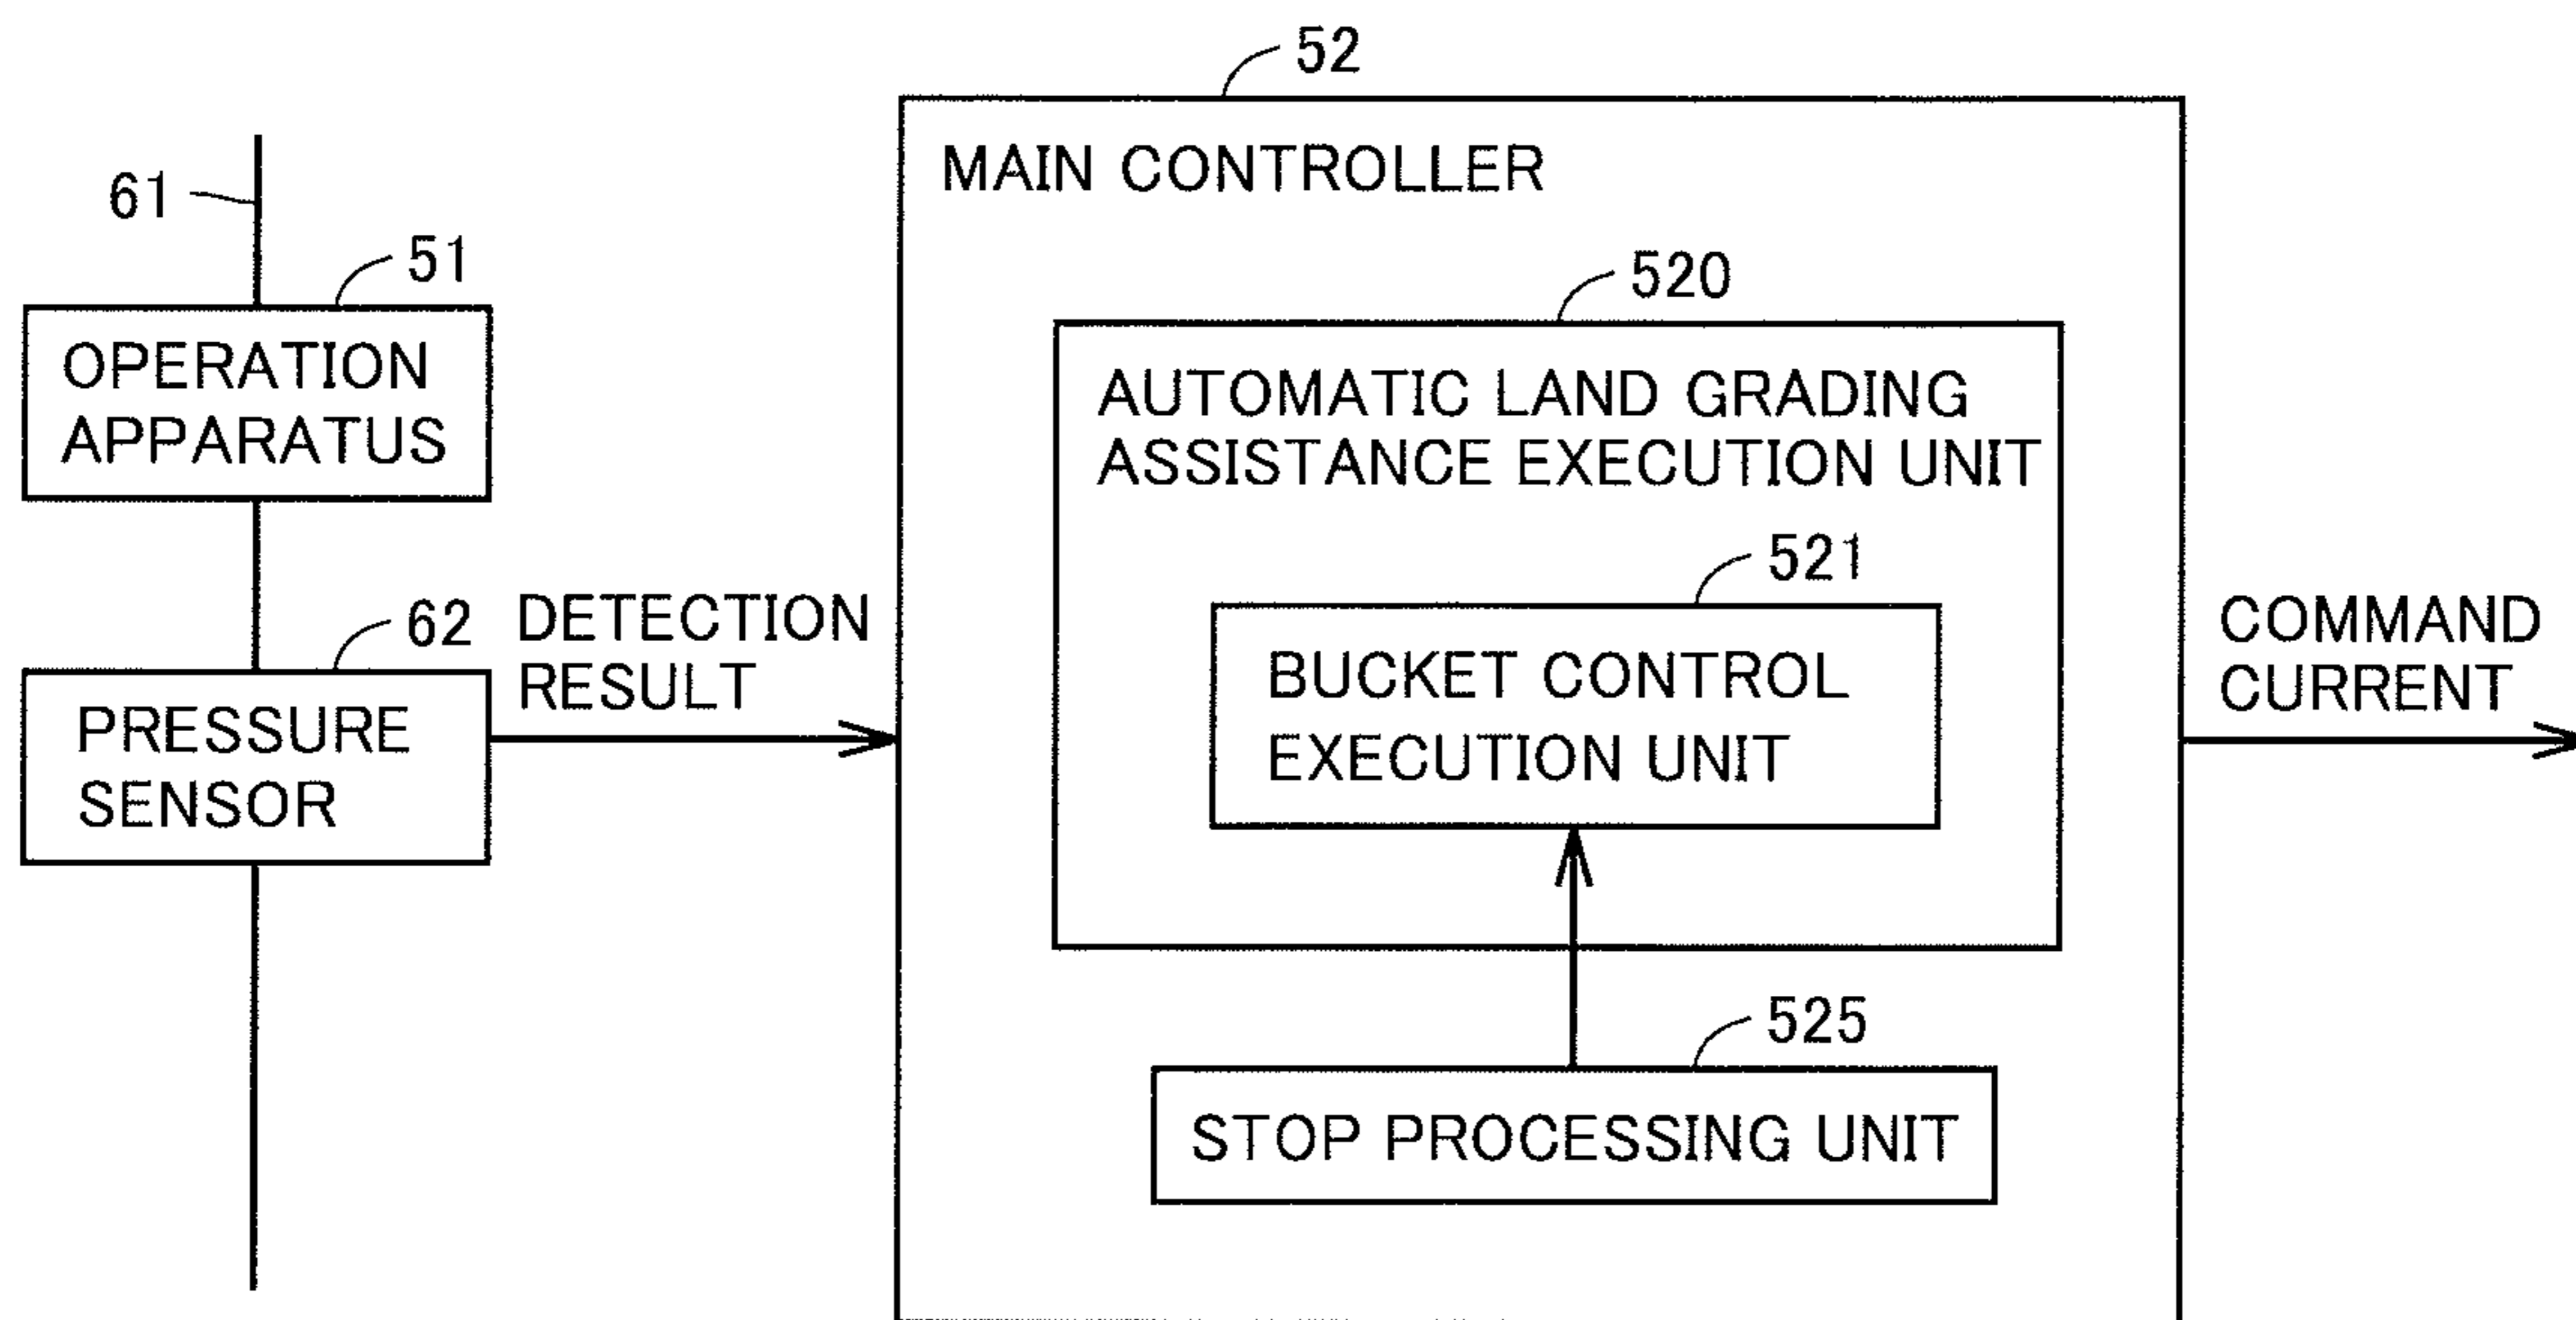 52
MAIN CONTROLLER
61
51
OPERATION
APPARATUS
520
AUTOMATIC LAND GRADING
ASSISTANCE EXECUTION UNIT
521
BUCKET CONTROL
EXECUTION UNIT
62
PRESSURE
SENSOR
DETECTION
RESULT
COMMAND
CURRENT
525
STOP PROCESSING UNIT